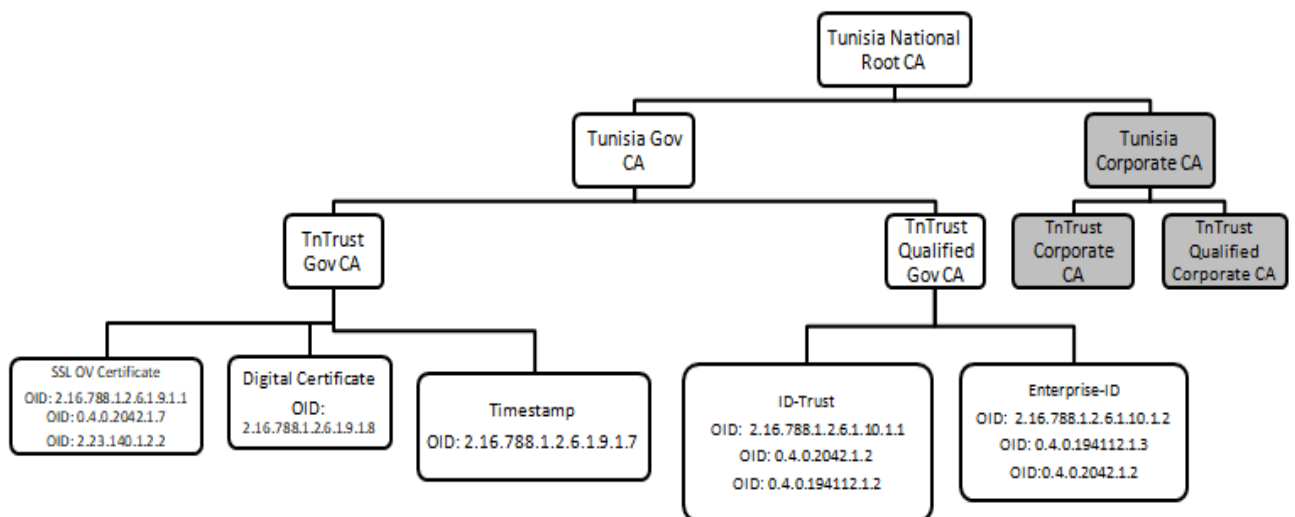 Tunisia National
Root CA
Tunisia Gov
CA
Tunisia
Corporate CA
TnTrust
Gov CA
TnTrust
Qualified
Gov CA
TnTrust
Corporate
CA
TnTrust
Qualified
Corporate CA
SSL OV Certificate
OID: 2.16.788.1.2.6.1.9.1.1
OID: 0.4.0.2042.1.7
OID: 2.23.140.1.2.2
Digital Certificate
OID:
2.16.788.1.2.6.1.9.1.8
Timestamp
OID: 2.16.788.1.2.6.1.9.1.7
ID-Trust
OID: 2.16.788.1.2.6.1.10.1.1
OID: 0.4.0.2042.1.2
OID: 0.4.0.194112.1.2
Enterprise-ID
OID: 2.16.788.1.2.6.1.10.1.2
OID: 0.4.0.194112.1.3
OID:0.4.0.2042.1.2